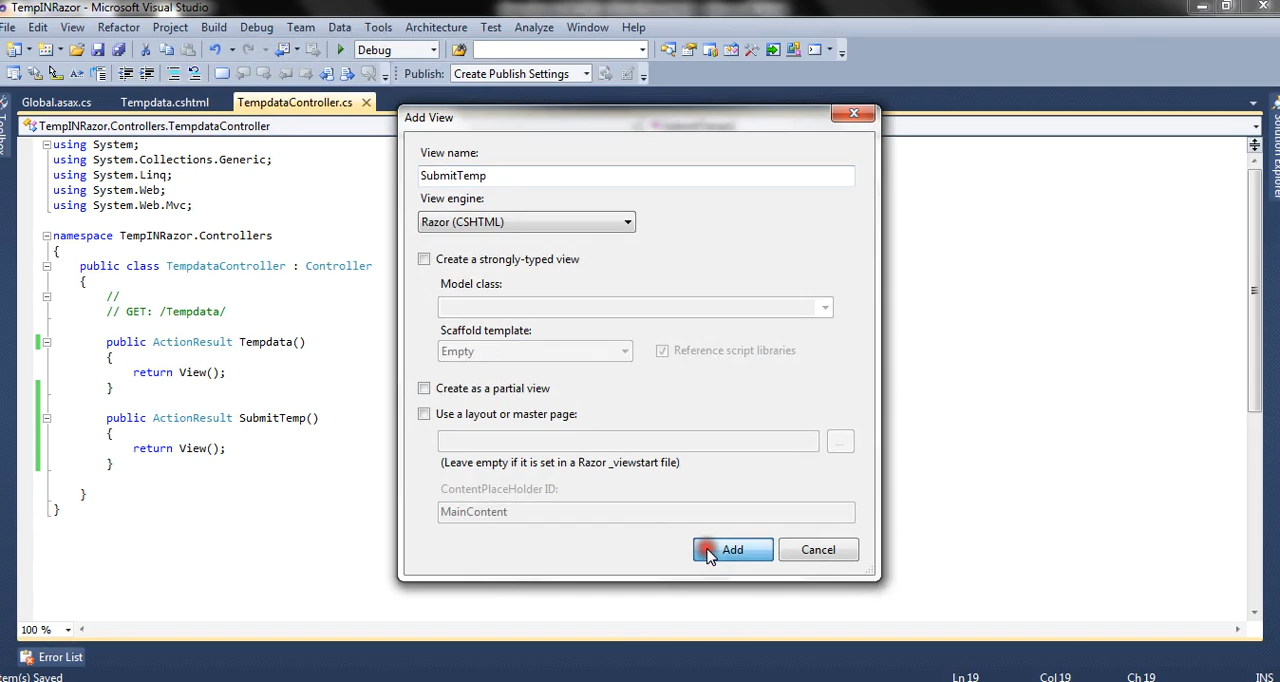 TempINRazor - Microsoft Visual Studio
File Edit View Refactor Project Build Debug Team Data Tools Architecture Test Analyze Window Help
Debug
Publish: Create Publish Settings
Global.asax.cs Tempdata.cshtml TempdataController.cs
TempINRazor.Controllers.TempdataController
Toolbox
Solution Explorer
using System;
using System.Collections.Generic;
using System.Linq;
using System.Web;
using System.Web.Mvc;
namespace TempINRazor.Controllers
{
public class TempdataController : Controller
{
//
// GET: /Tempdata/
public ActionResult Tempdata()
{
return View();
}
public ActionResult SubmitTemp()
{
return View();
}
}
}
Add View
View name:
SubmitTemp
View engine:
Razor (CSHTML)
Create a strongly-typed view
Model class:
Scaffold template:
Empty Reference script libraries
Create as a partial view
Use a layout or master page:
...
(Leave empty if it is set in a Razor _viewstart file)
ContentPlaceHolder ID:
MainContent
Add Cancel
100 %
Error List
tem(s) Saved Ln 19 Col 19 Ch 19 INS